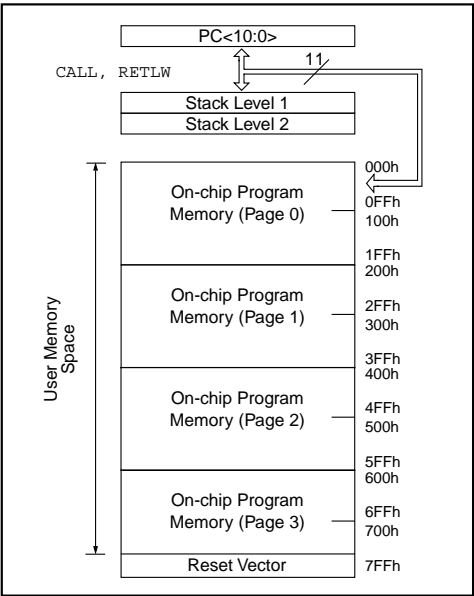 PC<10:0>
CALL, RETLW
11
Stack Level 1
Stack Level 2
User Memory
Space
000h
On-chip Program
Memory (Page 0)
0FFh
100h
1FFh
200h
On-chip Program
Memory (Page 1)
2FFh
300h
3FFh
400h
On-chip Program
Memory (Page 2)
4FFh
500h
5FFh
600h
On-chip Program
Memory (Page 3)
6FFh
700h
Reset Vector
7FFh